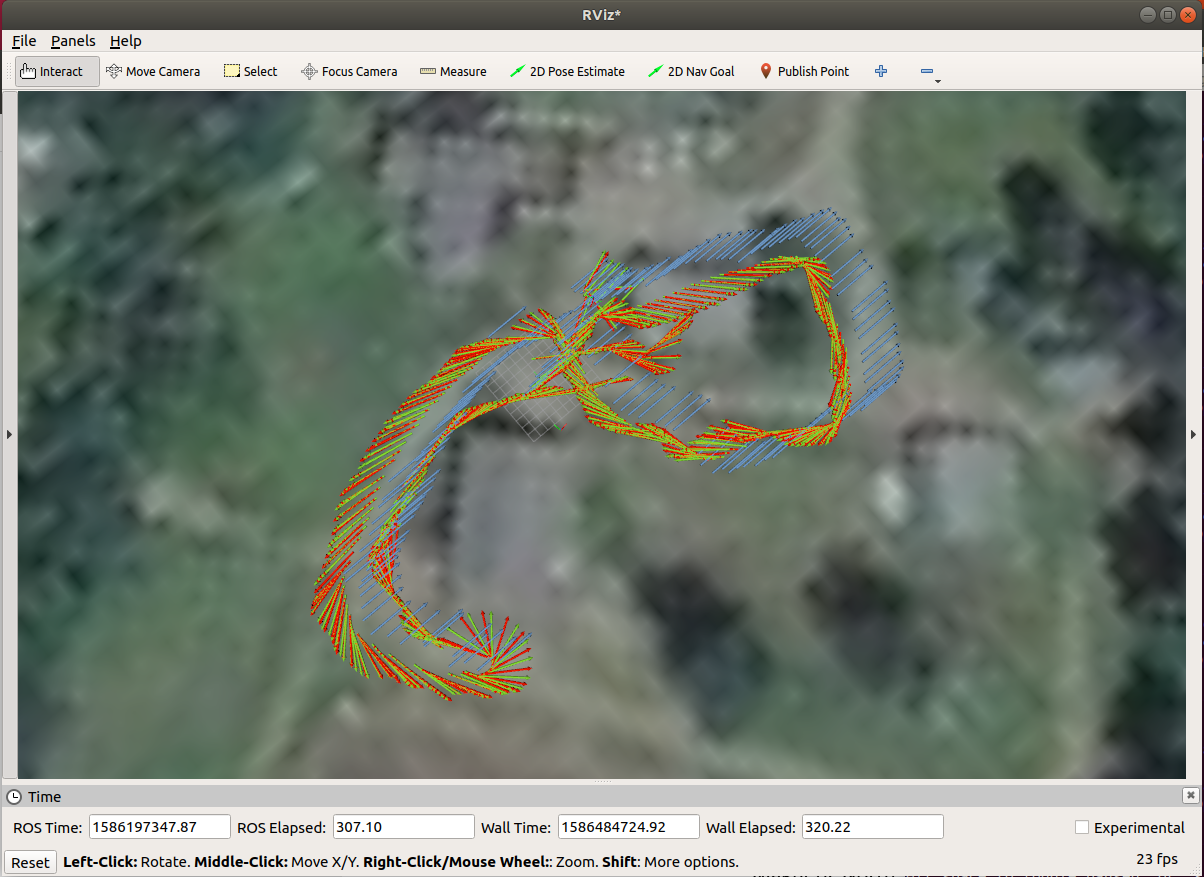 RViz*
File Panels Help
Interact Move Camera Select Focus Camera Measure 2D Pose Estimate 2D Nav Goal Publish Point
Time
ROS Time: 1586197347.87 ROS Elapsed: 307.10 Wall Time: 1586484724.92 Wall Elapsed: 320.22 Experimental
Reset Left-Click: Rotate. Middle-Click: Move X/Y. Right-Click/Mouse Wheel:: Zoom. Shift: More options. 23 fps